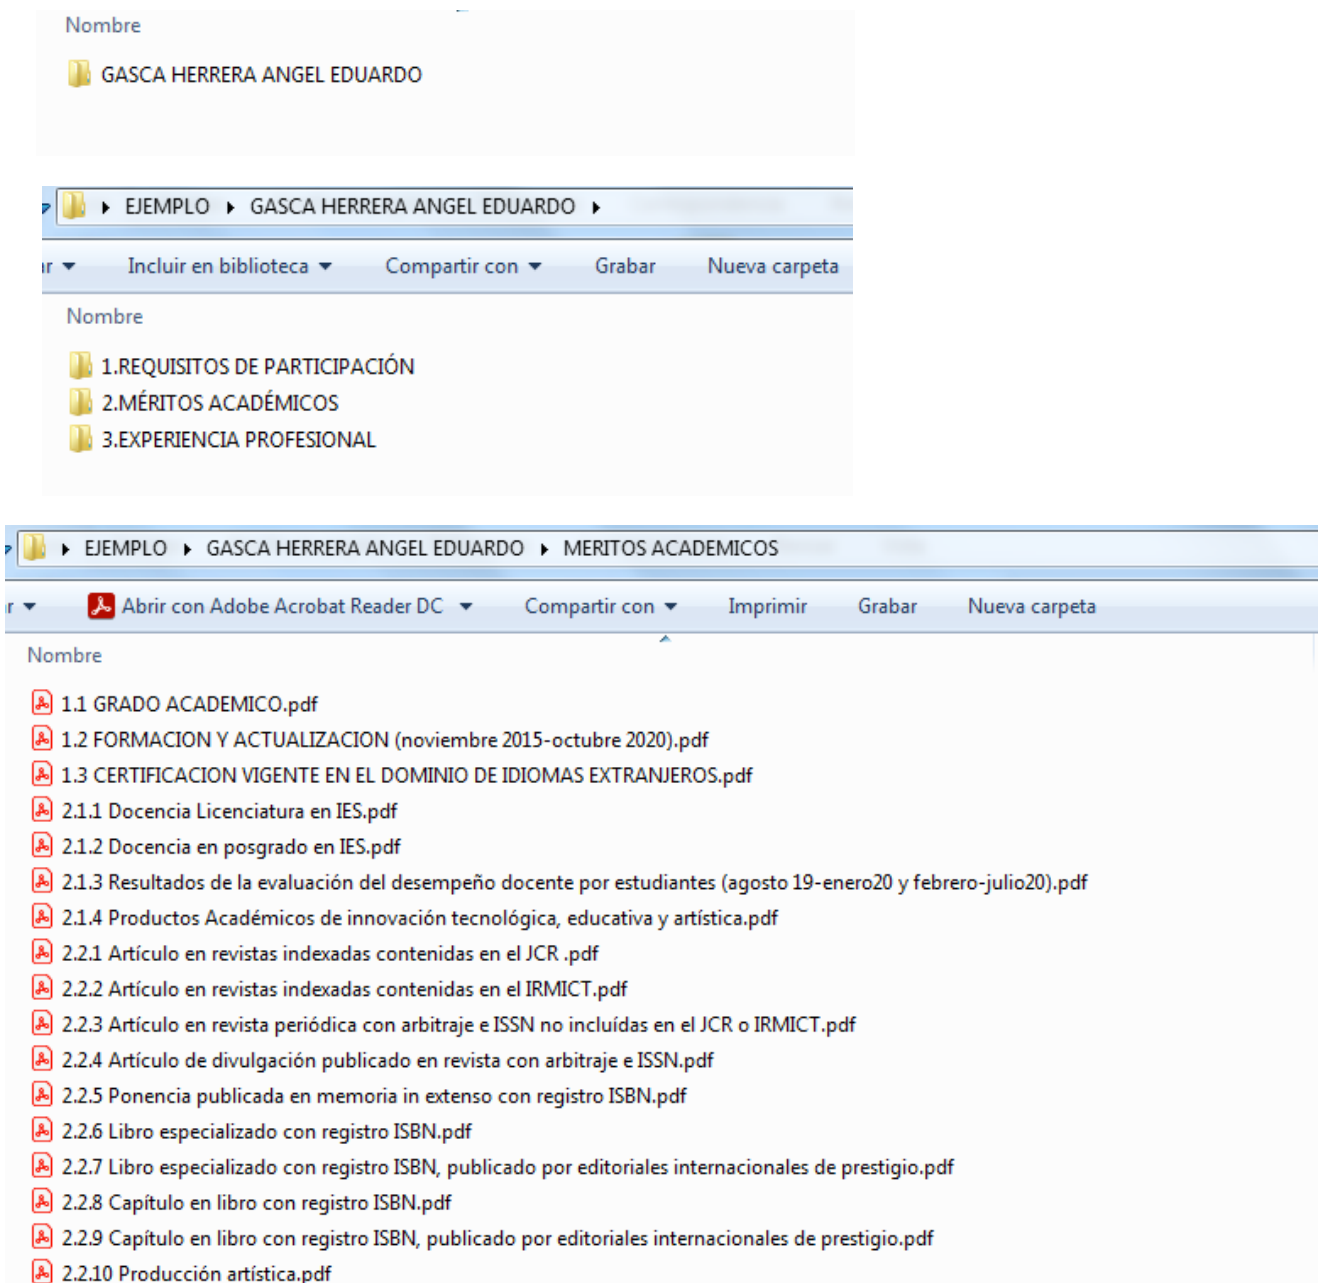 Nombre
GASCA HERRERA ANGEL EDUARDO
EJEMPLO GASCA HERRERA ANGEL EDUARDO
ar Incluir en biblioteca Compartir con Grabar Nueva carpeta
Nombre
1.REQUISITOS DE PARTICIPACIÓN
2.MÉRITOS ACADÉMICOS
3.EXPERIENCIA PROFESIONAL
EJEMPLO GASCA HERRERA ANGEL EDUARDO MERITOS ACADEMICOS
r Abrir con Adobe Acrobat Reader DC Compartir con Imprimir Grabar Nueva carpeta
Nombre
1.1 GRADO ACADEMICO.pdf
1.2 FORMACION Y ACTUALIZACION (noviembre 2015-octubre 2020).pdf
1.3 CERTIFICACION VIGENTE EN EL DOMINIO DE IDIOMAS EXTRANJEROS.pdf
2.1.1 Docencia Licenciatura en IES.pdf
2.1.2 Docencia en posgrado en IES.pdf
2.1.3 Resultados de la evaluación del desempeño docente por estudiantes (agosto 19-enero20 y febrero-julio20).pdf
2.1.4 Productos Académicos de innovación tecnológica, educativa y artística.pdf
2.2.1 Artículo en revistas indexadas contenidas en el JCR .pdf
2.2.2 Artículo en revistas indexadas contenidas en el IRMICT.pdf
2.2.3 Artículo en revista periódica con arbitraje e ISSN no incluídas en el JCR o IRMICT.pdf
2.2.4 Artículo de divulgación publicado en revista con arbitraje e ISSN.pdf
2.2.5 Ponencia publicada en memoria in extenso con registro ISBN.pdf
2.2.6 Libro especializado con registro ISBN.pdf
2.2.7 Libro especializado con registro ISBN, publicado por editoriales internacionales de prestigio.pdf
2.2.8 Capítulo en libro con registro ISBN.pdf
2.2.9 Capítulo en libro con registro ISBN, publicado por editoriales internacionales de prestigio.pdf
2.2.10 Producción artística.pdf